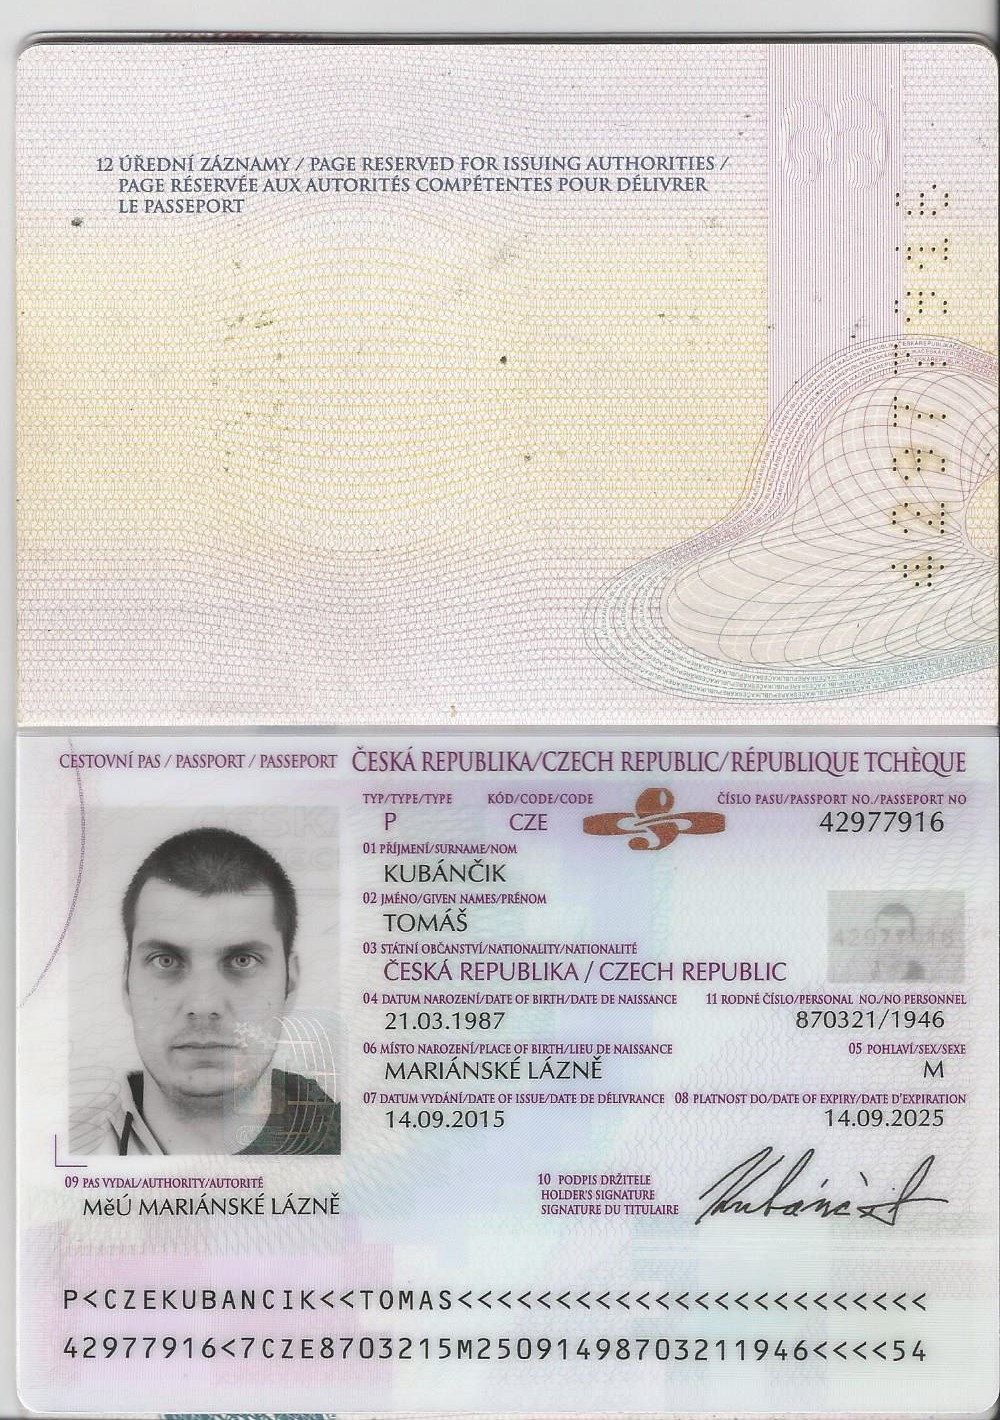 12 ÚŘEDNÍ ZÁZNAMY / PAGE RESERVED FOR ISSUING AUTHORITIES /
PAGE RÉSERVÉE AUX AUTORITÉS COMPÉTENTES POUR DÉLIVRER
LE PASSEPORT
42977916
CESTOVNÍ PAS / PASSPORT / PASSEPORT ČESKÁ REPUBLIKA/CZECH REPUBLIC/RÉPUBLIQUE TCHÈQUE
TYP/TYPE/TYPE KÓD/CODE/CODE ČÍSLO PASU/PASSPORT NO./PASSEPORT NO
P CZE 42977916
01 PŘÍJMENÍ/SURNAME/NOM
KUBÁNČIK
02 JMÉNO/GIVEN NAMES/PRÉNOM
TOMÁŠ
03 STÁTNÍ OBČANSTVÍ/NATIONALITY/NATIONALITÉ
ČESKÁ REPUBLIKA / CZECH REPUBLIC
04 DATUM NAROZENÍ/DATE OF BIRTH/DATE DE NAISSANCE 11 RODNÉ ČÍSLO/PERSONAL NO./NO PERSONNEL
21.03.1987 870321/1946
06 MÍSTO NAROZENÍ/PLACE OF BIRTH/LIEU DE NAISSANCE 05 POHLAVÍ/SEX/SEXE
MARIÁNSKÉ LÁZNĚ M
07 DATUM VYDÁNÍ/DATE OF ISSUE/DATE DE DÉLIVRANCE 08 PLATNOST DO/DATE OF EXPIRY/DATE D'EXPIRATION
14.09.2015 14.09.2025
09 PAS VYDAL/AUTHORITY/AUTORITÉ
MěÚ MARIÁNSKÉ LÁZNĚ
10 PODPIS DRŽITELE
HOLDER'S SIGNATURE
SIGNATURE DU TITULAIRE
Kubánčik
P<CZEKUBANCIK<<TOMAS<<<<<<<<<<<<<<<<<<<<<<<<
42977916<7CZE8703215M25091498703211946<<<<54